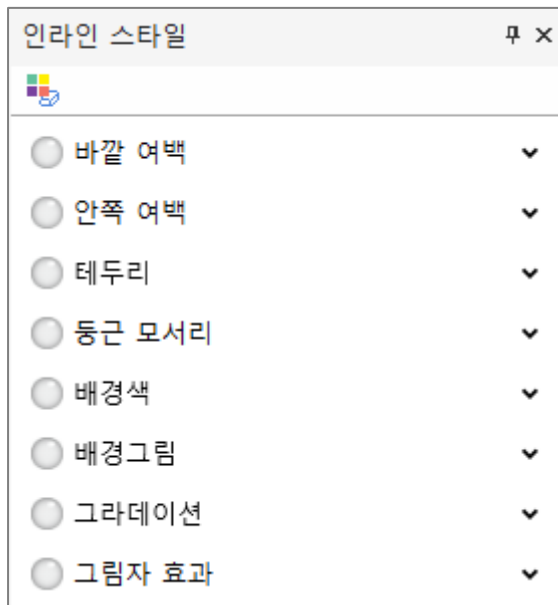 인라인 스타일
바깥 여백
안쪽 여백
테두리
둥근 모서리
배경색
배경그림
그라데이션
그림자 효과